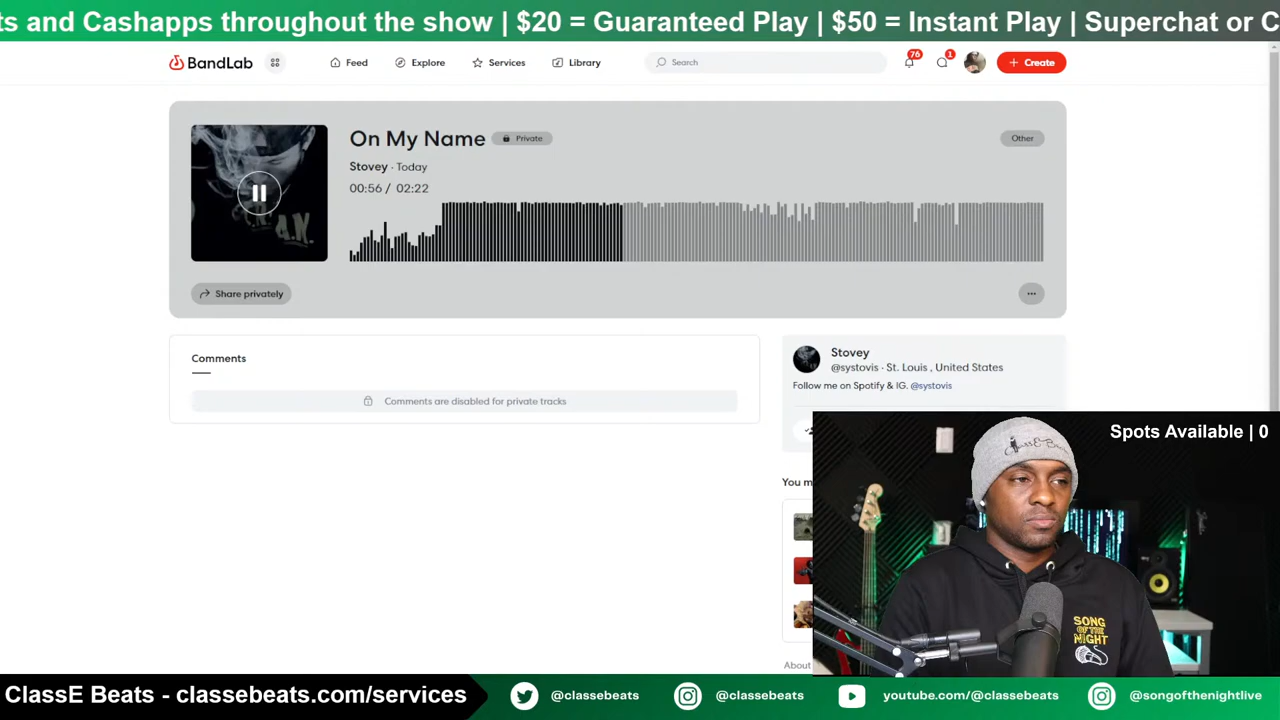 ts and Cashapps throughout the show | $20 = Guaranteed Play | $50 = Instant Play | Superchat or C
BandLab
Feed
Explore
Services
Library
Search
76
1
+ Create
On My Name
Private
Other
Stovey · Today
00:56 / 02:22
A.K.
Share privately
Comments
Comments are disabled for private tracks
Stovey
@systovis · St. Louis , United States
Follow me on Spotify & IG. @systovis
You m
About
Spots Available | 0
ClassE Beats
SONG
OF THE
NIGHT
ClassE Beats - classebeats.com/services
@classebeats
@classebeats
youtube.com/@classebeats
@songofthenightlive